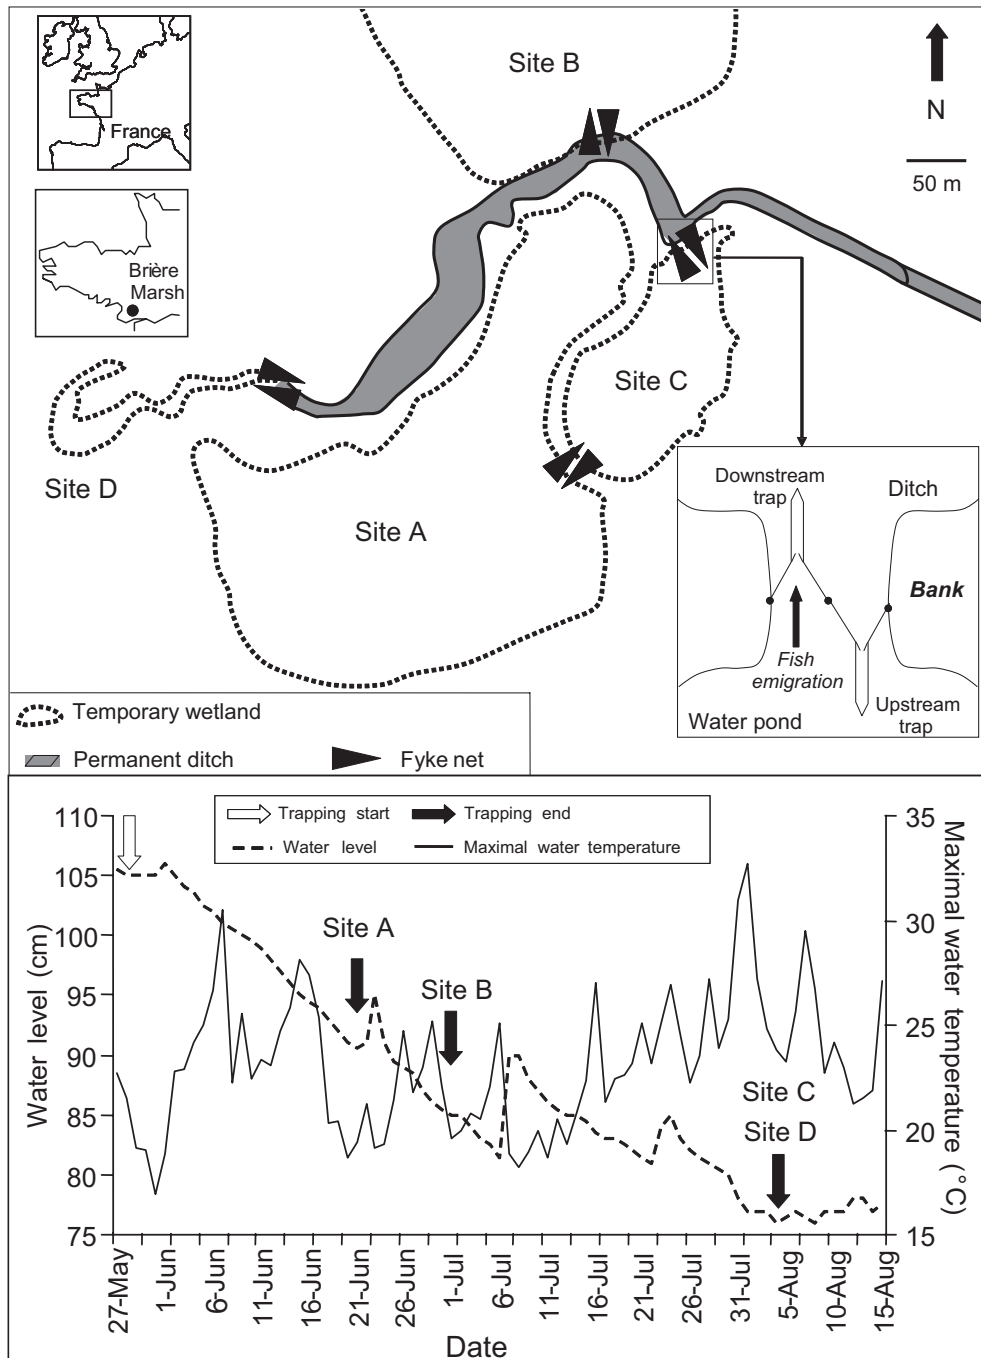 Site B
N
France
50 m
Brière
Marsh
Site C
Site D
Site A
Downstream
trap
Ditch
Bank
Fish
emigration
Water pond
Upstream
trap
Temporary wetland
Permanent ditch
Fyke net
Trapping start
Trapping end
Water level
Maximal water temperature
110
105
100
95
90
85
80
75
Water level (cm)
35
30
25
20
15
Maximal water temperature (°C)
Site A
Site B
Site C
Site D
27-May
1-Jun
6-Jun
11-Jun
16-Jun
21-Jun
26-Jun
1-Jul
6-Jul
11-Jul
16-Jul
21-Jul
26-Jul
31-Jul
5-Aug
10-Aug
15-Aug
Date